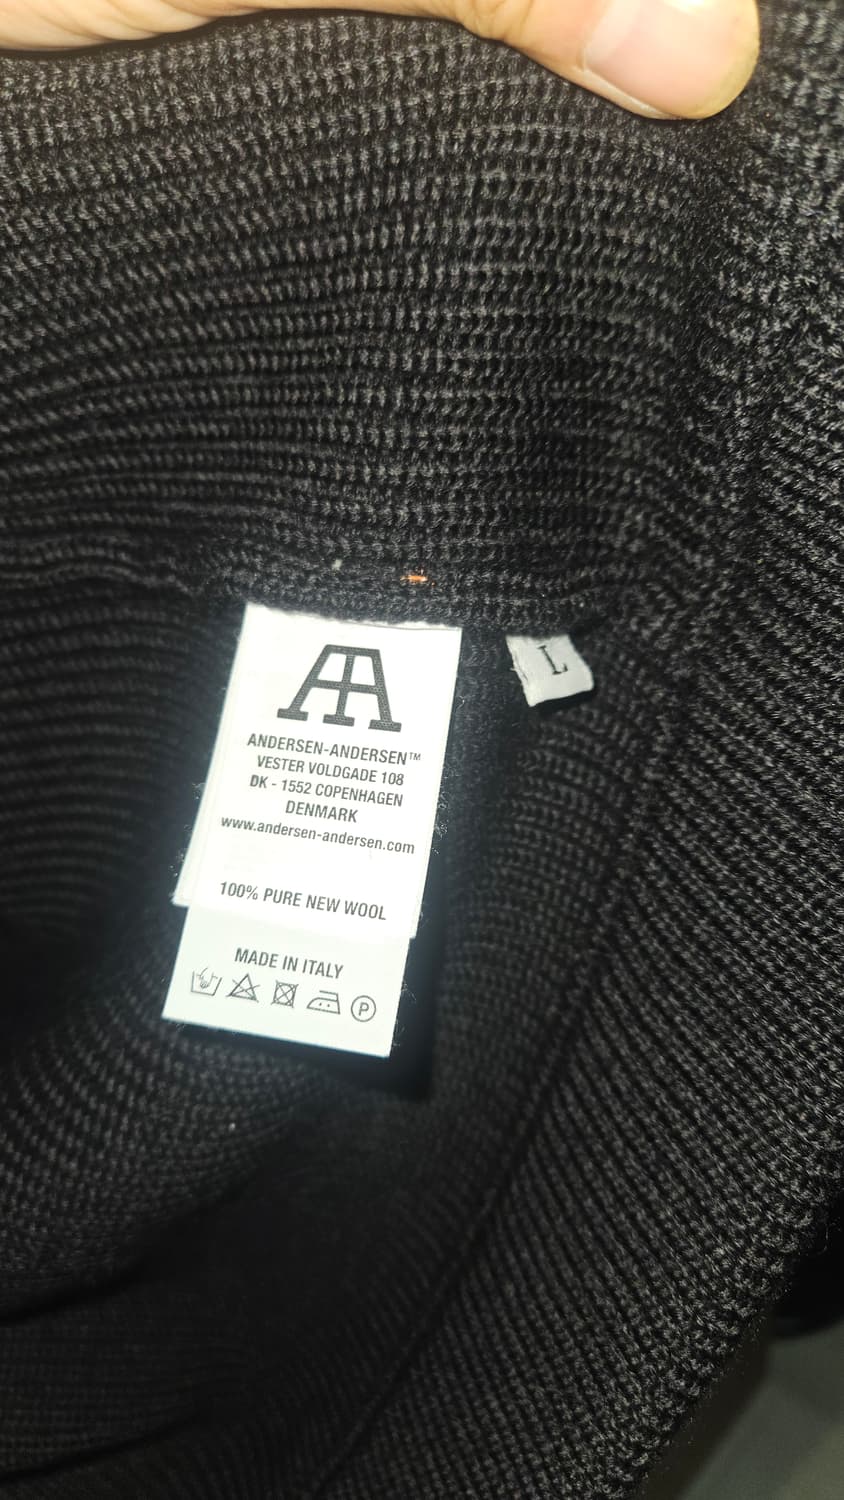 AA
ANDERSEN-ANDERSEN™
VESTER VOLDGADE 108
DK - 1552 COPENHAGEN
DENMARK
www.andersen-andersen.com
100% PURE NEW WOOL
MADE IN ITALY
P
L